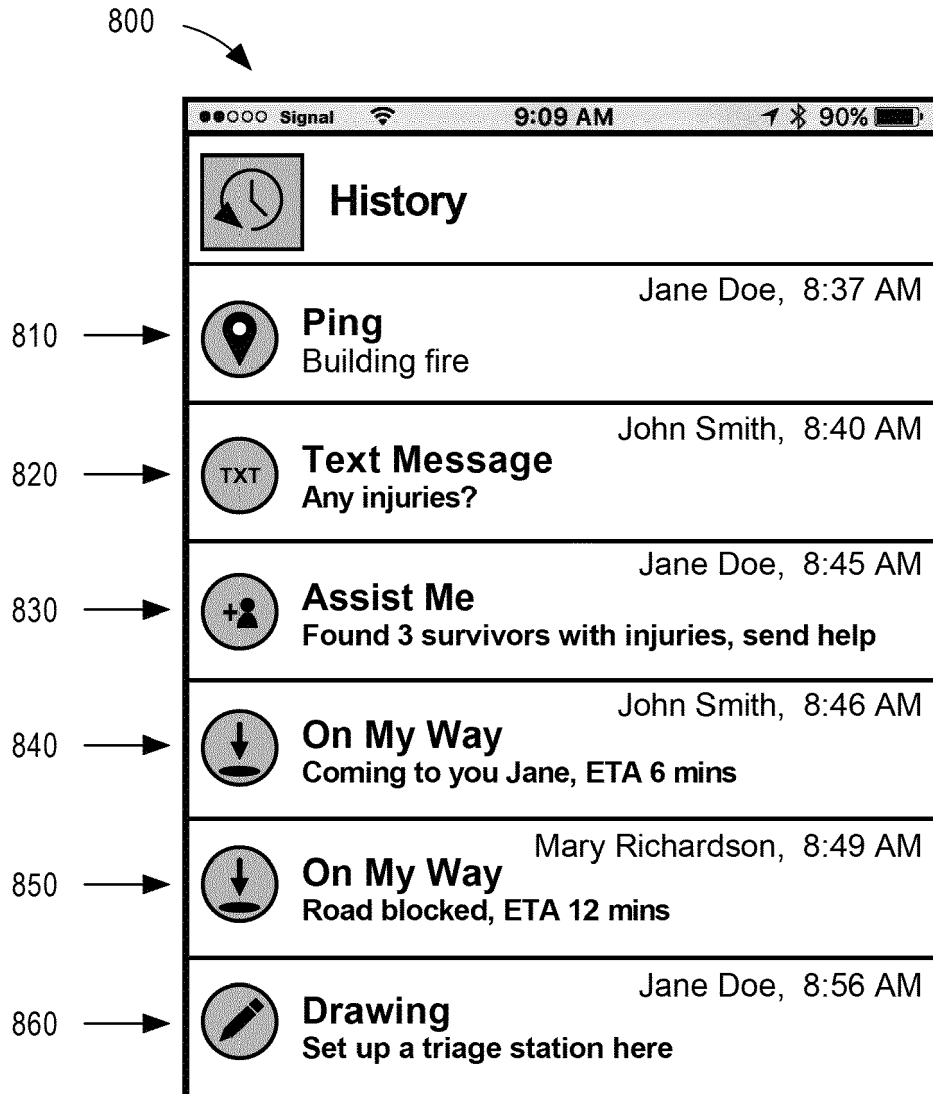 800
Signal 9:09 AM 90%
History
Jane Doe, 8:37 AM
810
Ping
Building fire
John Smith, 8:40 AM
820
TXT
Text Message
Any injuries?
Jane Doe, 8:45 AM
830
Assist Me
Found 3 survivors with injuries, send help
John Smith, 8:46 AM
840
On My Way
Coming to you Jane, ETA 6 mins
Mary Richardson, 8:49 AM
850
On My Way
Road blocked, ETA 12 mins
Jane Doe, 8:56 AM
860
Drawing
Set up a triage station here